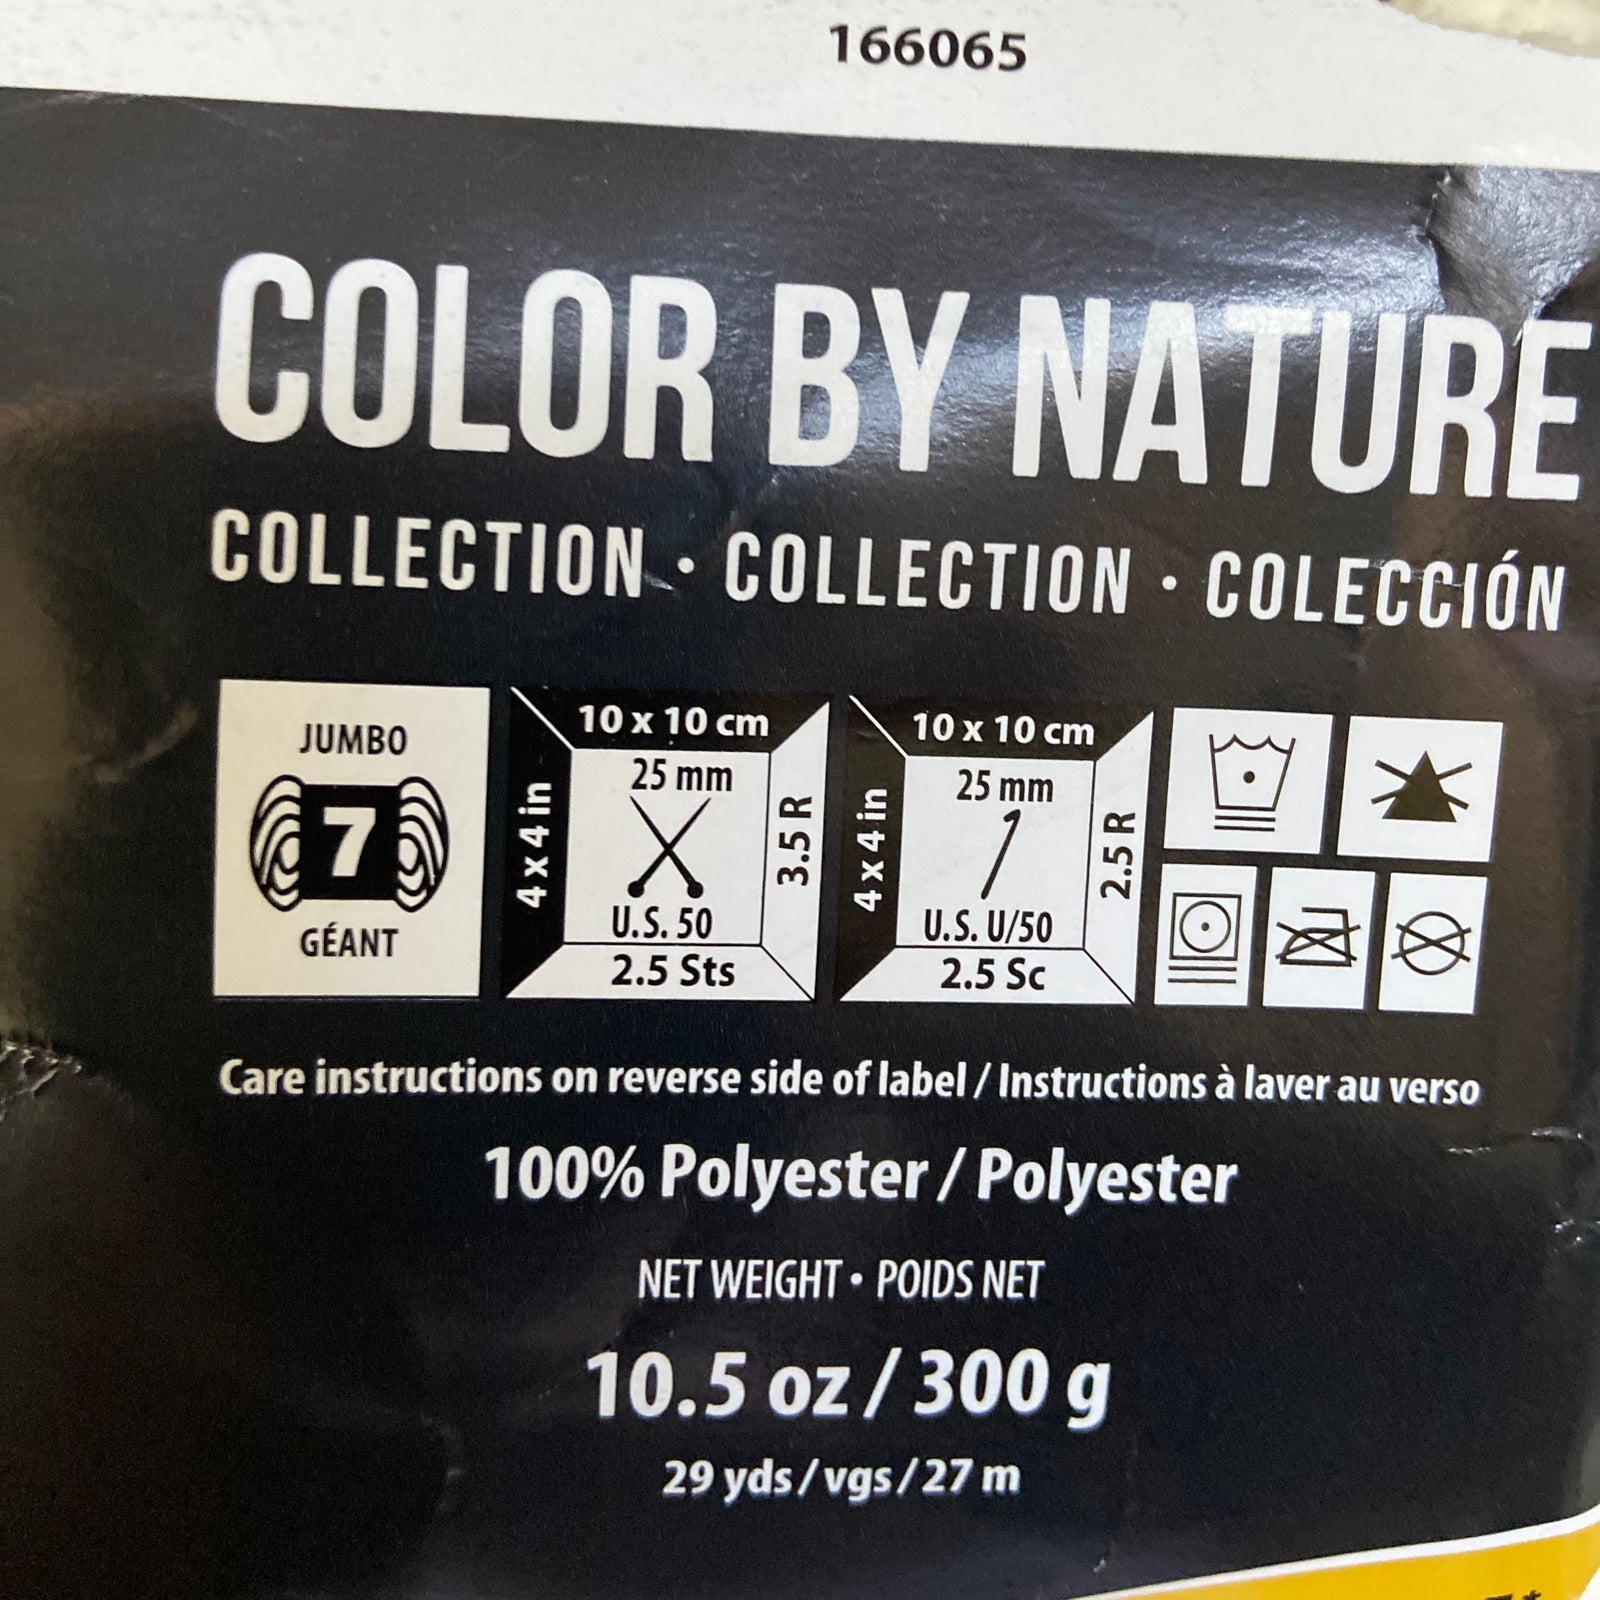 166065
COLOR BY NATURE
COLLECTION · COLLECTION · COLECCIÓN
JUMBO
7
GÉANT
10 x 10 cm
4 x 4 in
25 mm
3.5 R
U.S. 50
2.5 Sts
10 x 10 cm
4 x 4 in
25 mm
2.5 R
U.S. U/50
2.5 Sc
Care instructions on reverse side of label / Instructions à laver au verso
100% Polyester / Polyester
NET WEIGHT · POIDS NET
10.5 oz / 300 g
29 yds / vgs / 27 m